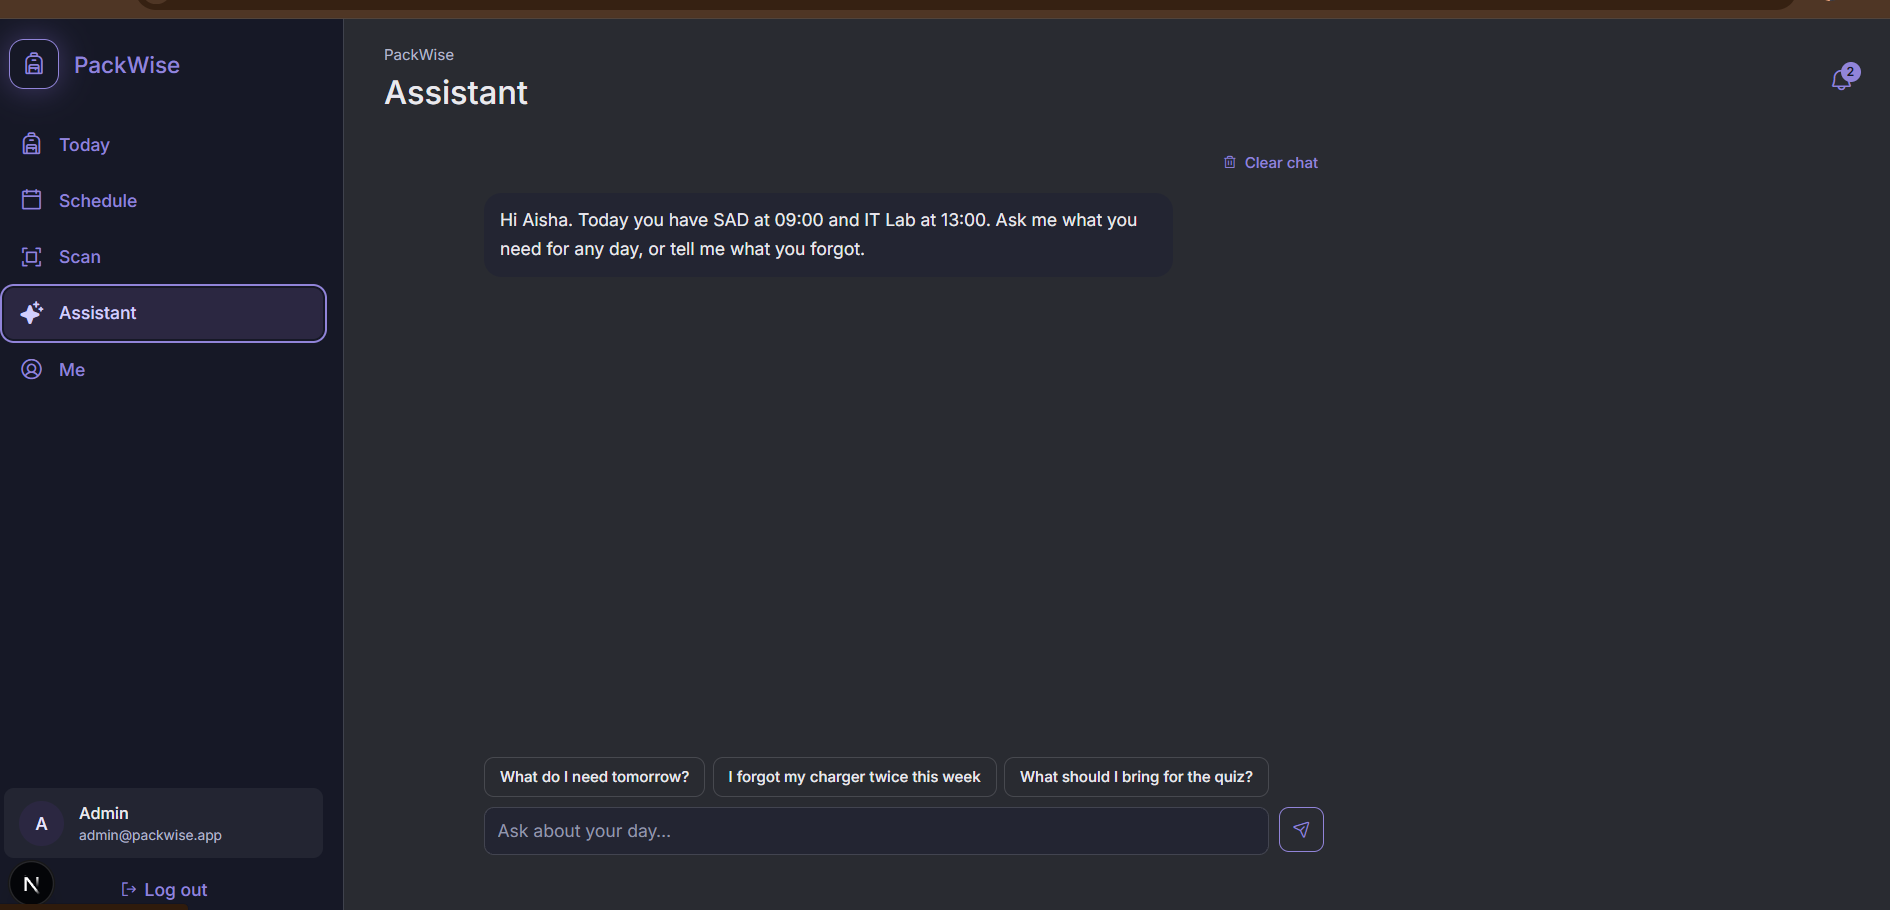 PackWise
Today
Schedule
Scan
Assistant
Me
A
Admin
admin@packwise.app
N
Log out
PackWise
Assistant
2
Clear chat
Hi Aisha. Today you have SAD at 09:00 and IT Lab at 13:00. Ask me what you
need for any day, or tell me what you forgot.
What do I need tomorrow?
I forgot my charger twice this week
What should I bring for the quiz?
Ask about your day...